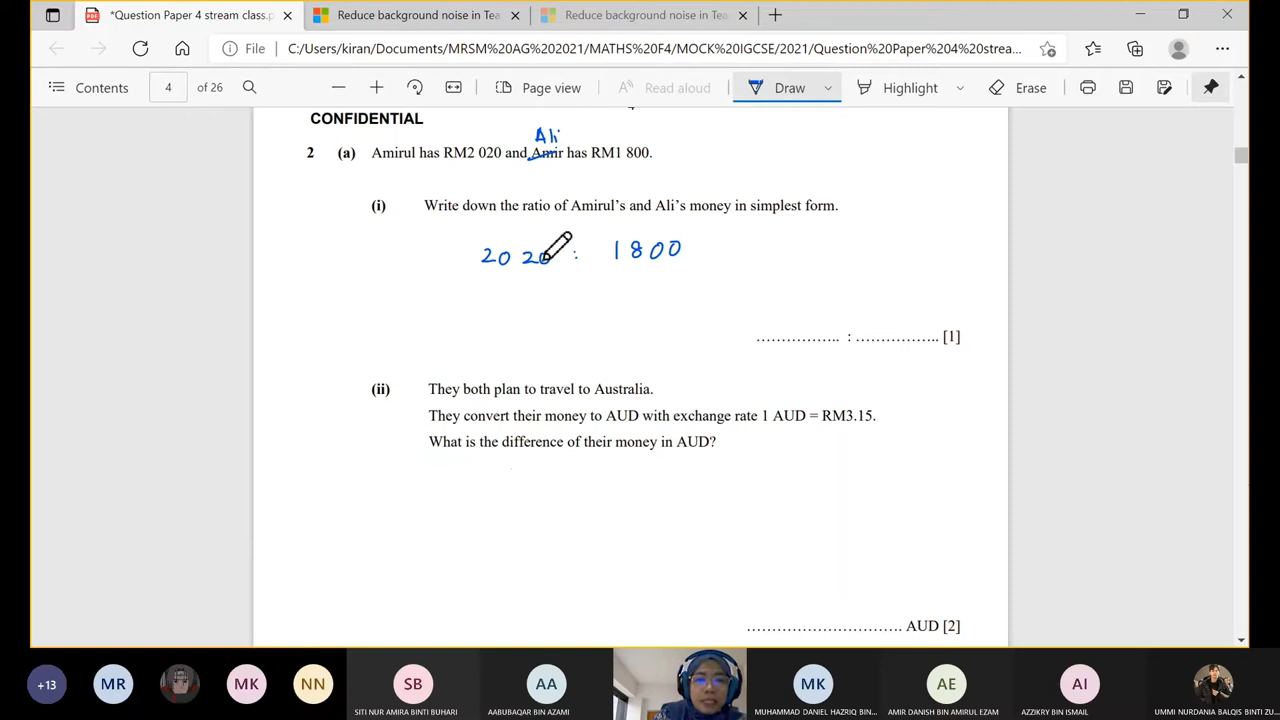 *Question Paper 4 stream class.p
Reduce background noise in Tea
Reduce background noise in Tea
File
C:/Users/kiran/Documents/MRSM%20AG%202021/MATHS%20F4/MOCK%20IGCSE/2021/Question%20Paper%204%20strea...
Contents
4
of 26
Page view
Read aloud
Draw
Highlight
Erase
CONFIDENTIAL
Ali
2 (a) Amirul has RM2 020 and Amir has RM1 800.
(i) Write down the ratio of Amirul's and Ali's money in simplest form.
2020 : 1800
…………….. : …………….. [1]
(ii) They both plan to travel to Australia.
They convert their money to AUD with exchange rate 1 AUD = RM3.15.
What is the difference of their money in AUD?
…………………………. AUD [2]
+13
MR
MK
NN
SB
SITI NUR AMIRA BINTI BUHARI
AA
AABUBAQAR BIN AZAMI
MK
MUHAMMAD DANIEL HAZRIQ BIN...
AE
AMIR DANISH BIN AMIRUL EZAM
AI
AZZIKRY BIN ISMAIL
UMMI NURDANIA BALQIS BINTI ZU...